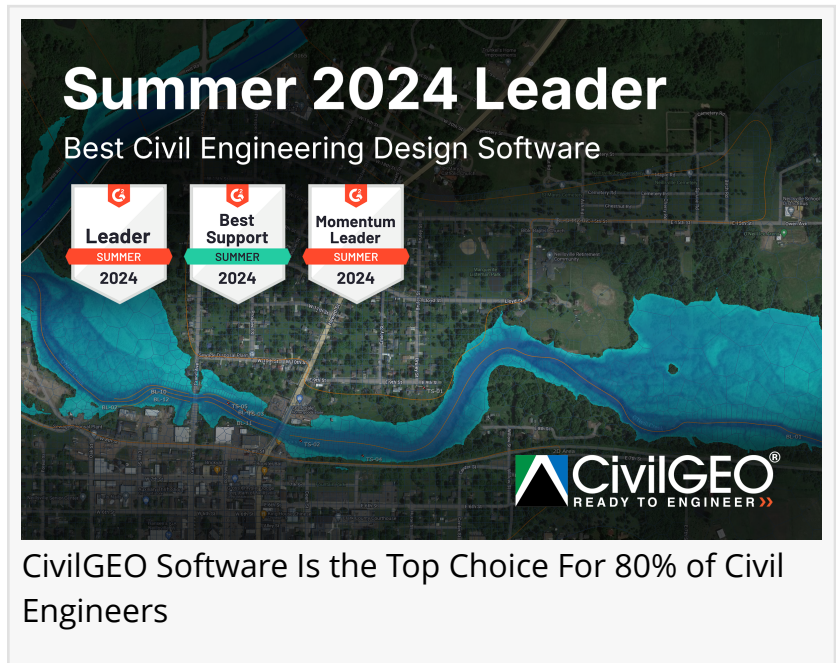 Summer 2024 Leader
Best Civil Engineering Design Software
Leader
SUMMER
2024
Best
Support
SUMMER
2024
Momentum
Leader
SUMMER
2024
CivilGEO®
READY TO ENGINEER
CivilGEO Software Is the Top Choice For 80% of Civil
Engineers